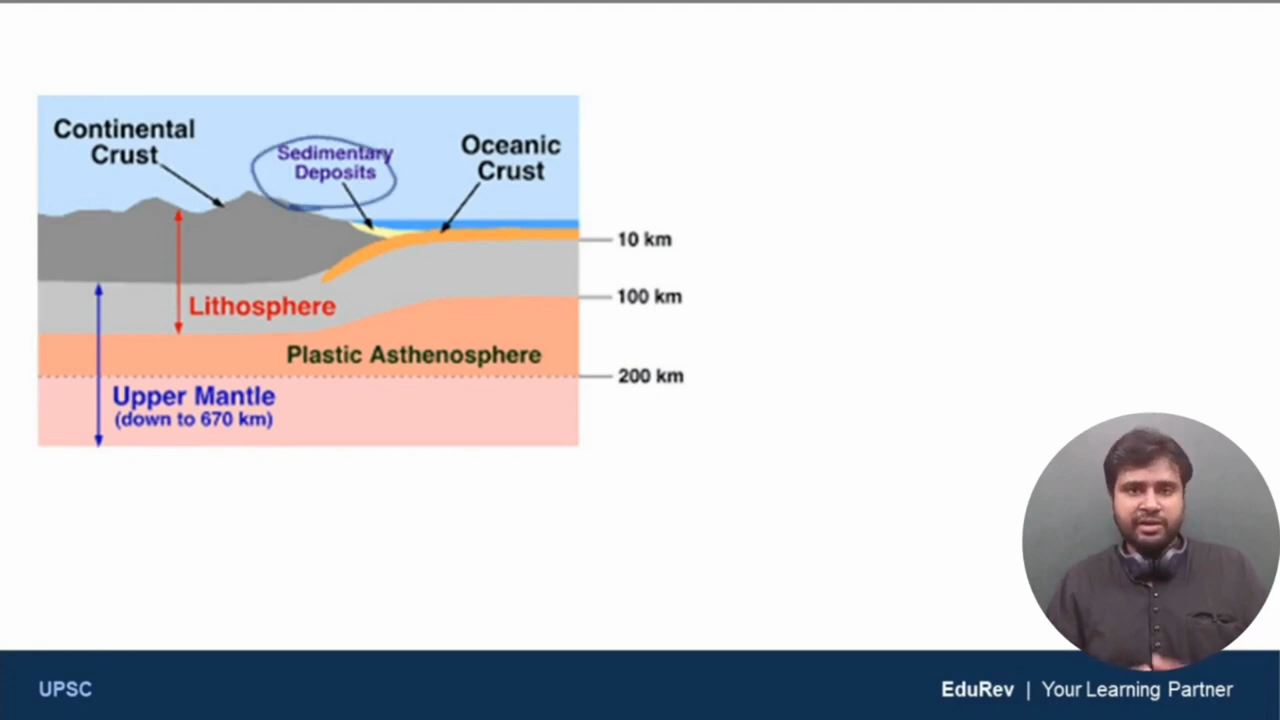 Continental
Crust
Sedimentary
Deposits
Oceanic
Crust
10 km
100 km
Lithosphere
Plastic Asthenosphere
200 km
Upper Mantle
(down to 670 km)
UPSC
EduRev | Your Learning Partner